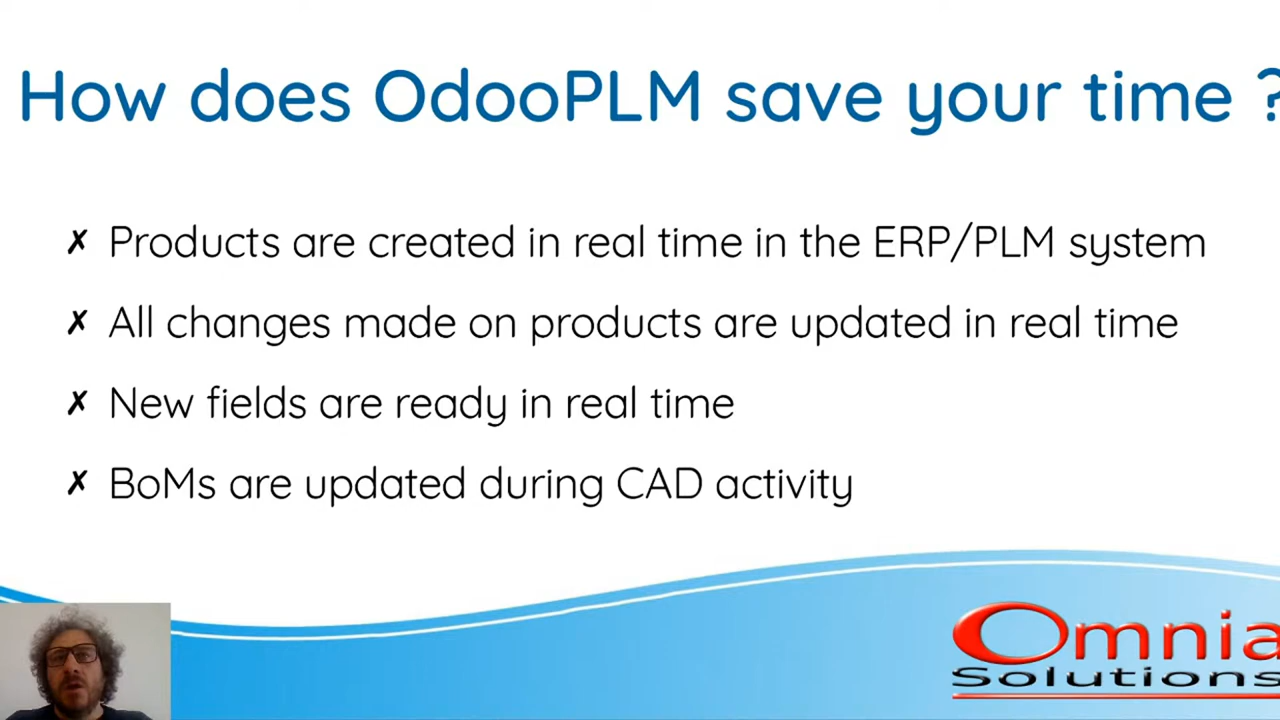 How does OdooPLM save your time ?
✗ Products are created in real time in the ERP/PLM system
✗ All changes made on products are updated in real time
✗ New fields are ready in real time
✗ BoMs are updated during CAD activity
Omnia
Solutions